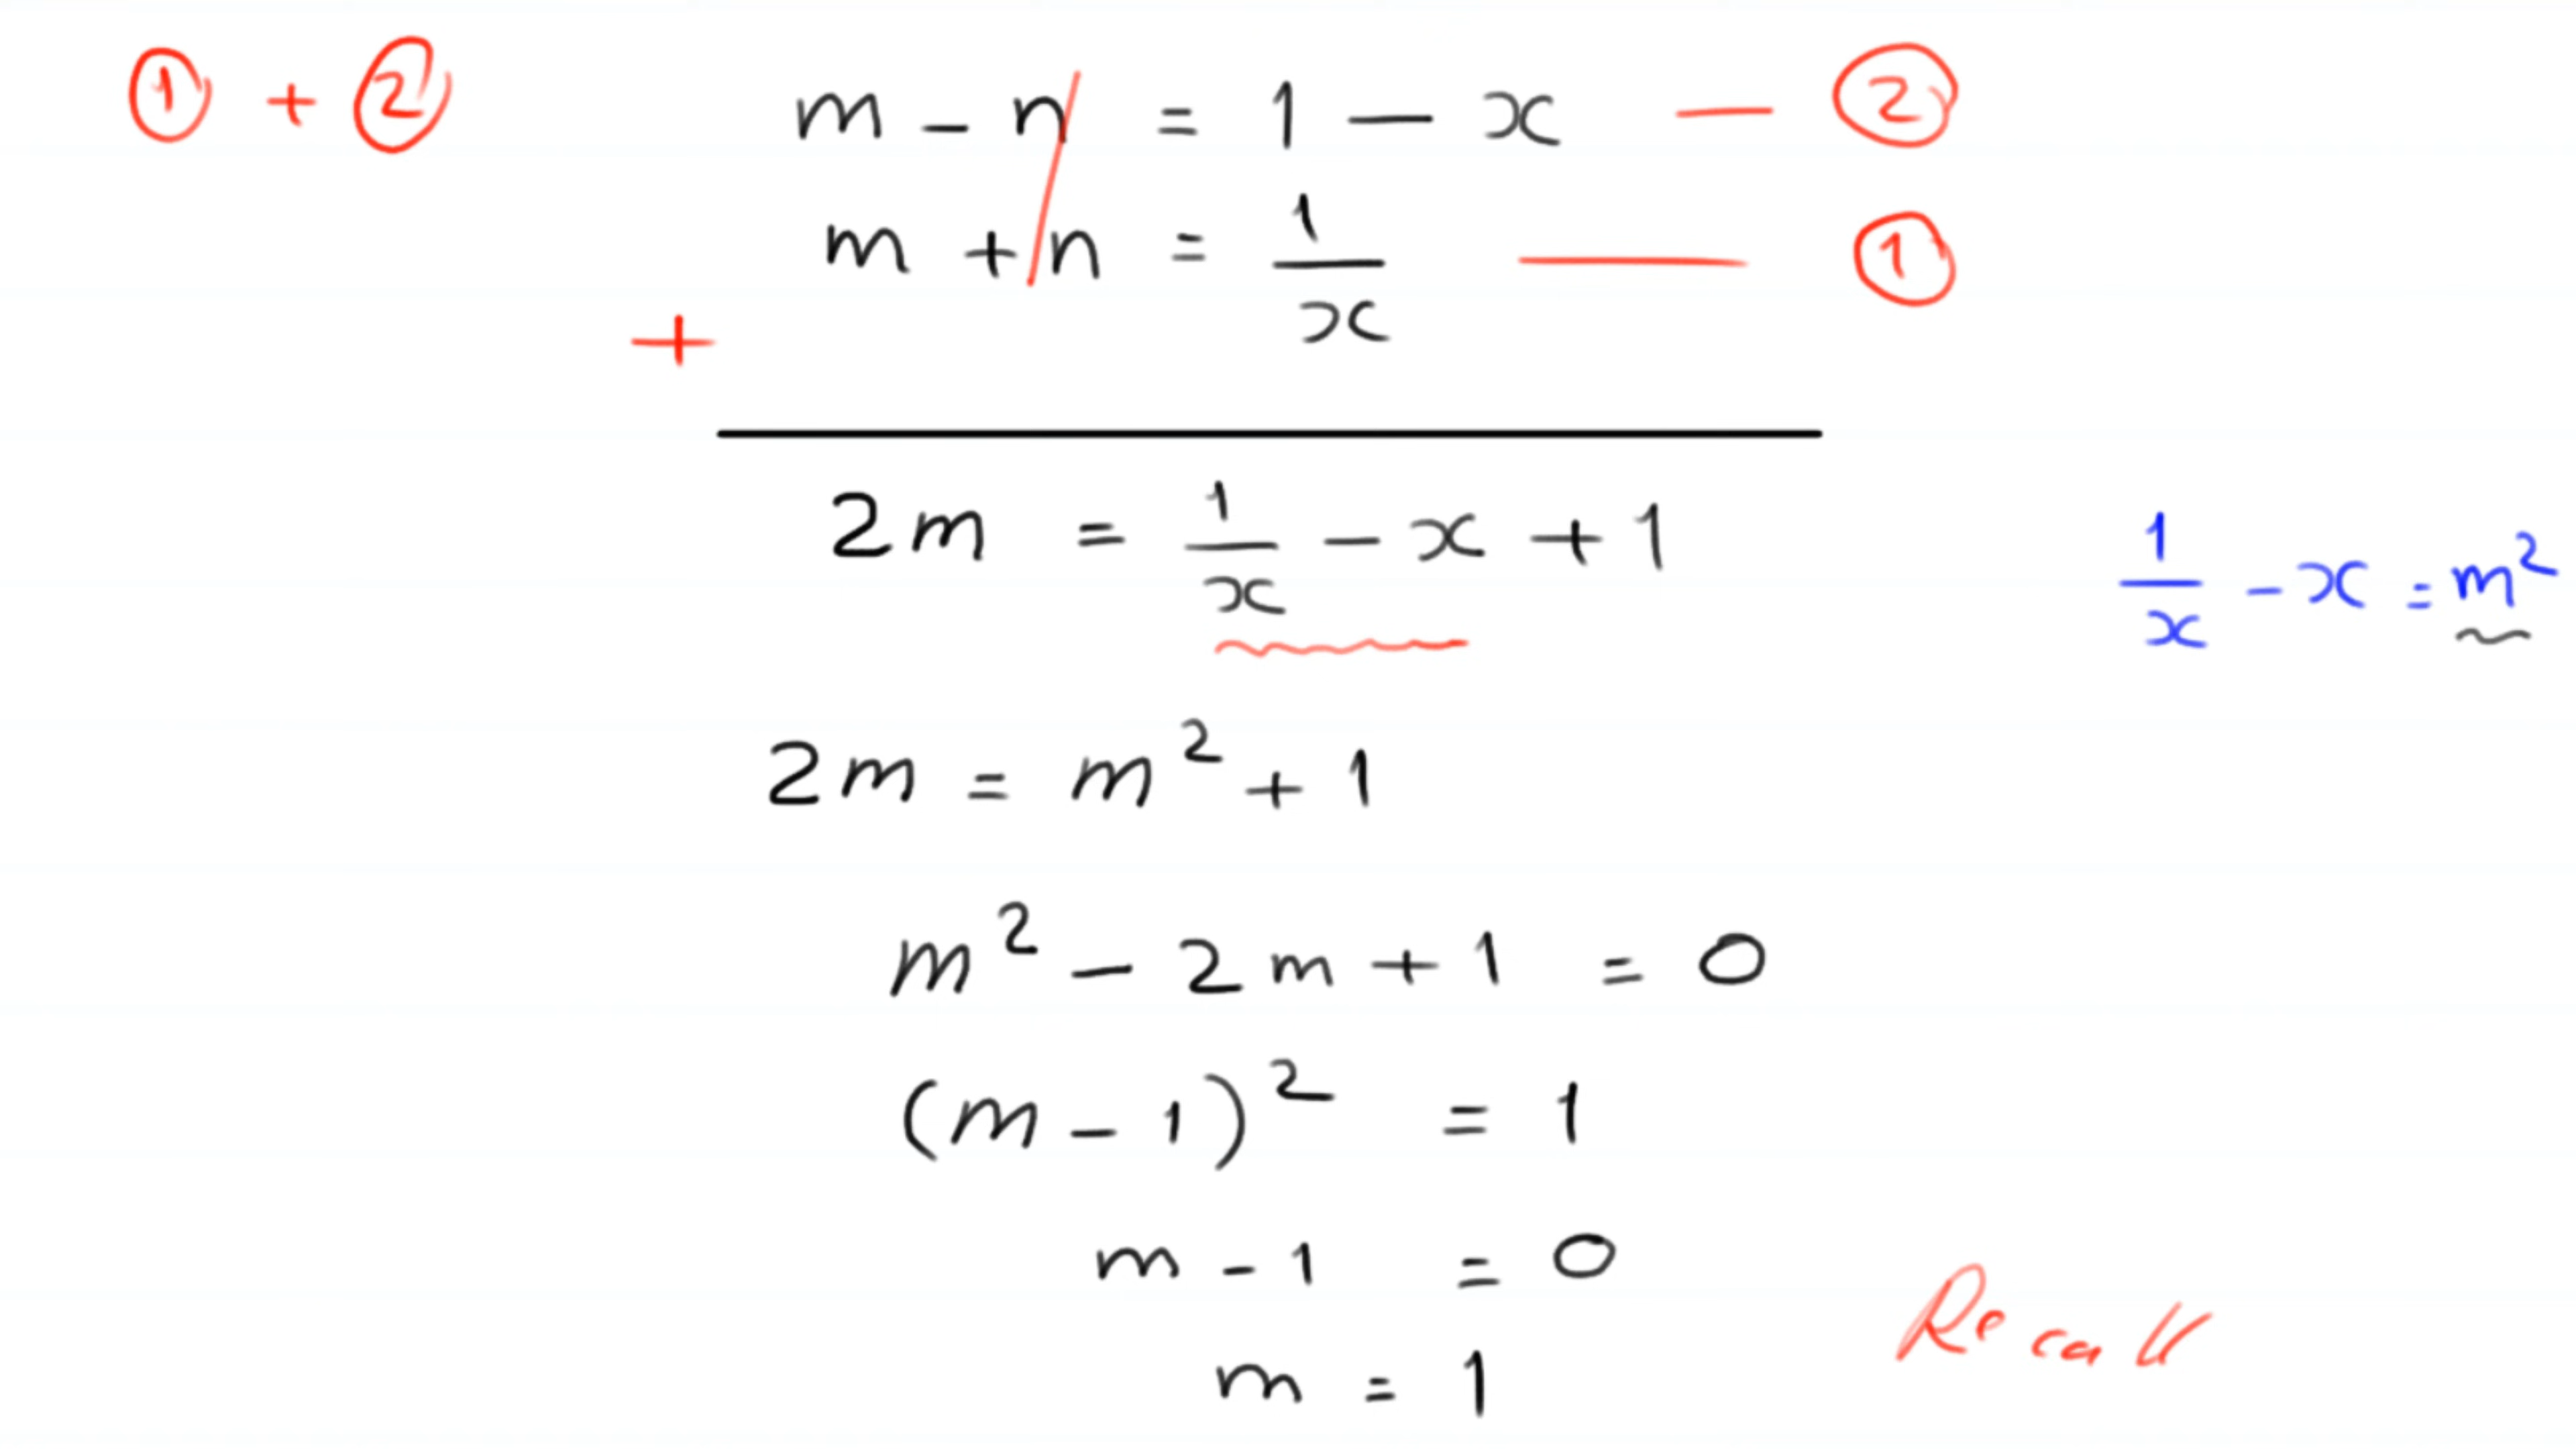 ① + ② m - n = 1 - x — ②
m + n = 1/x — ①
+
2m = 1/x - x + 1
1/x - x = m²
2m = m² + 1
m² - 2m + 1 = 0
(m - 1)² = 1
m - 1 = 0
Recall
m = 1